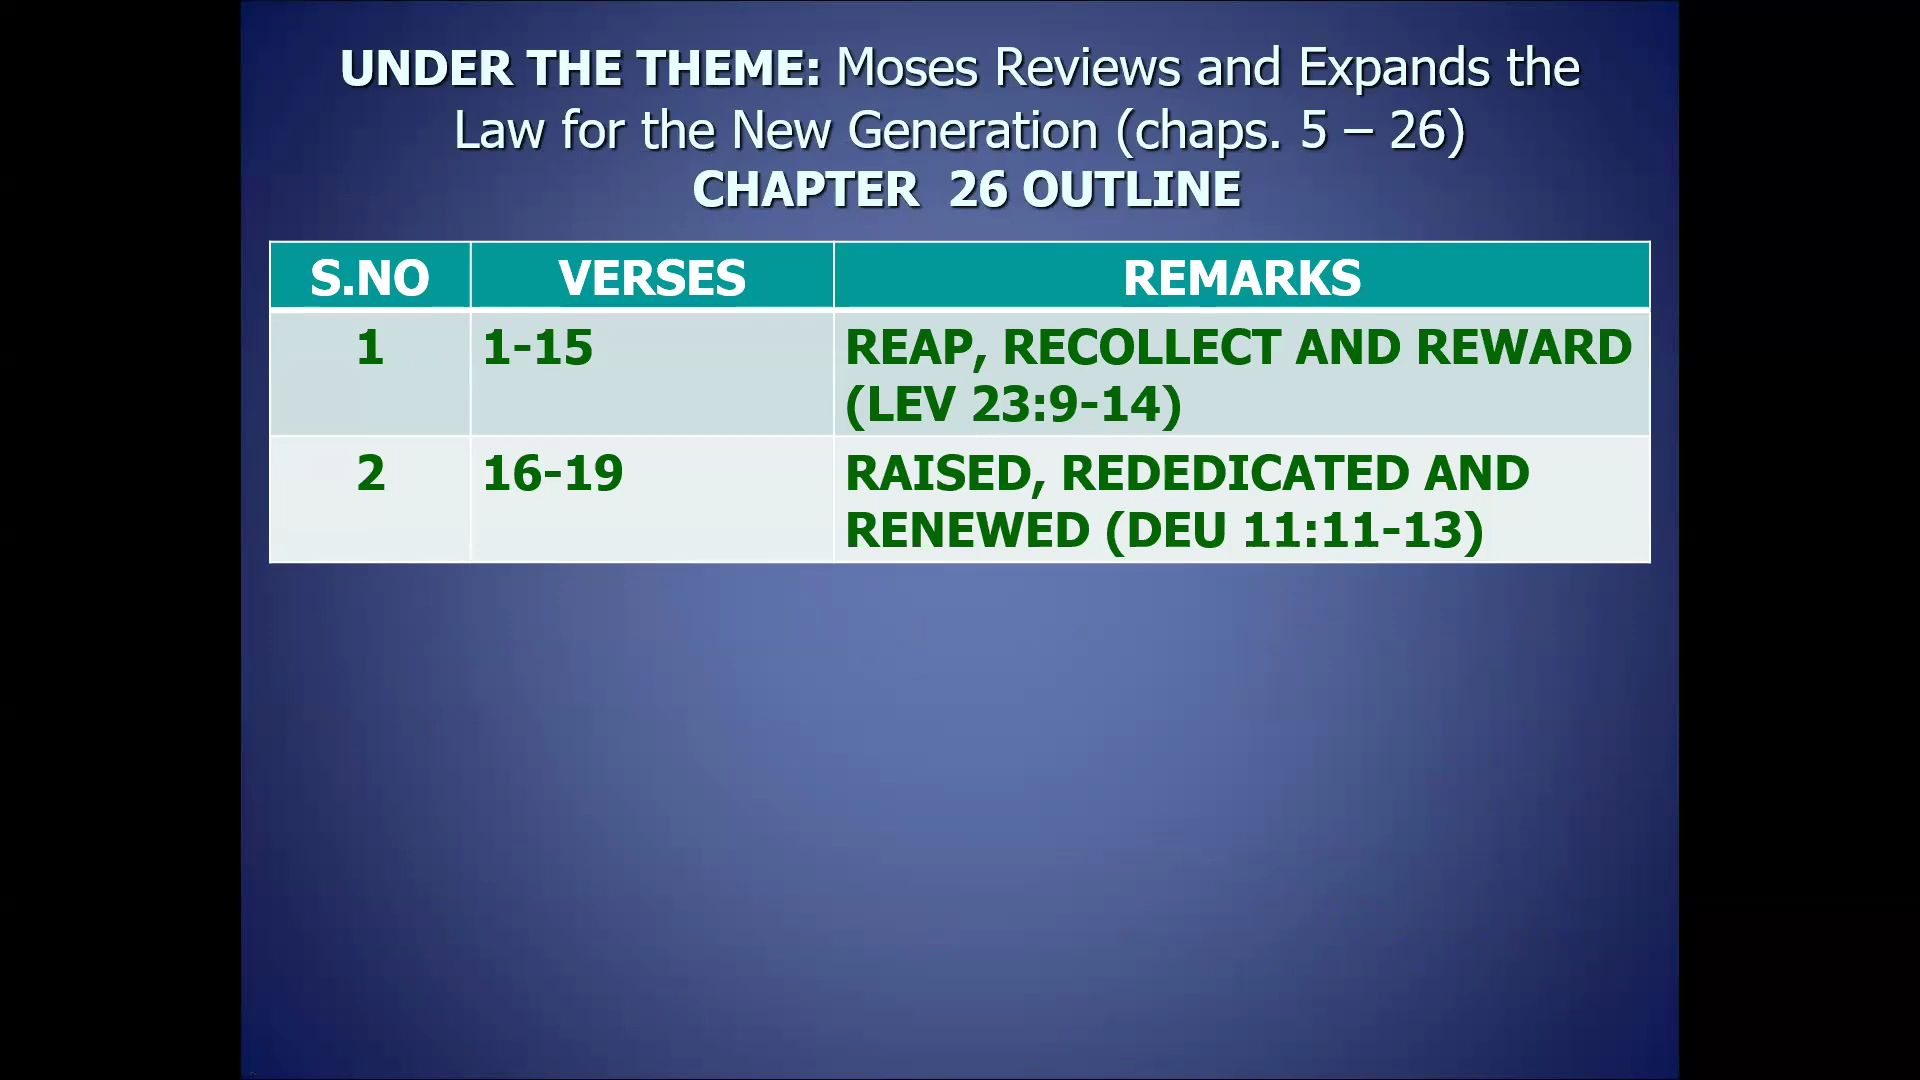 UNDER THE THEME: Moses Reviews and Expands the
Law for the New Generation (chaps. 5 – 26)
CHAPTER  26 OUTLINE
S.NO VERSES REMARKS
1 1-15 REAP, RECOLLECT AND REWARD
(LEV 23:9-14)
2 16-19 RAISED, REDEDICATED AND
RENEWED (DEU 11:11-13)